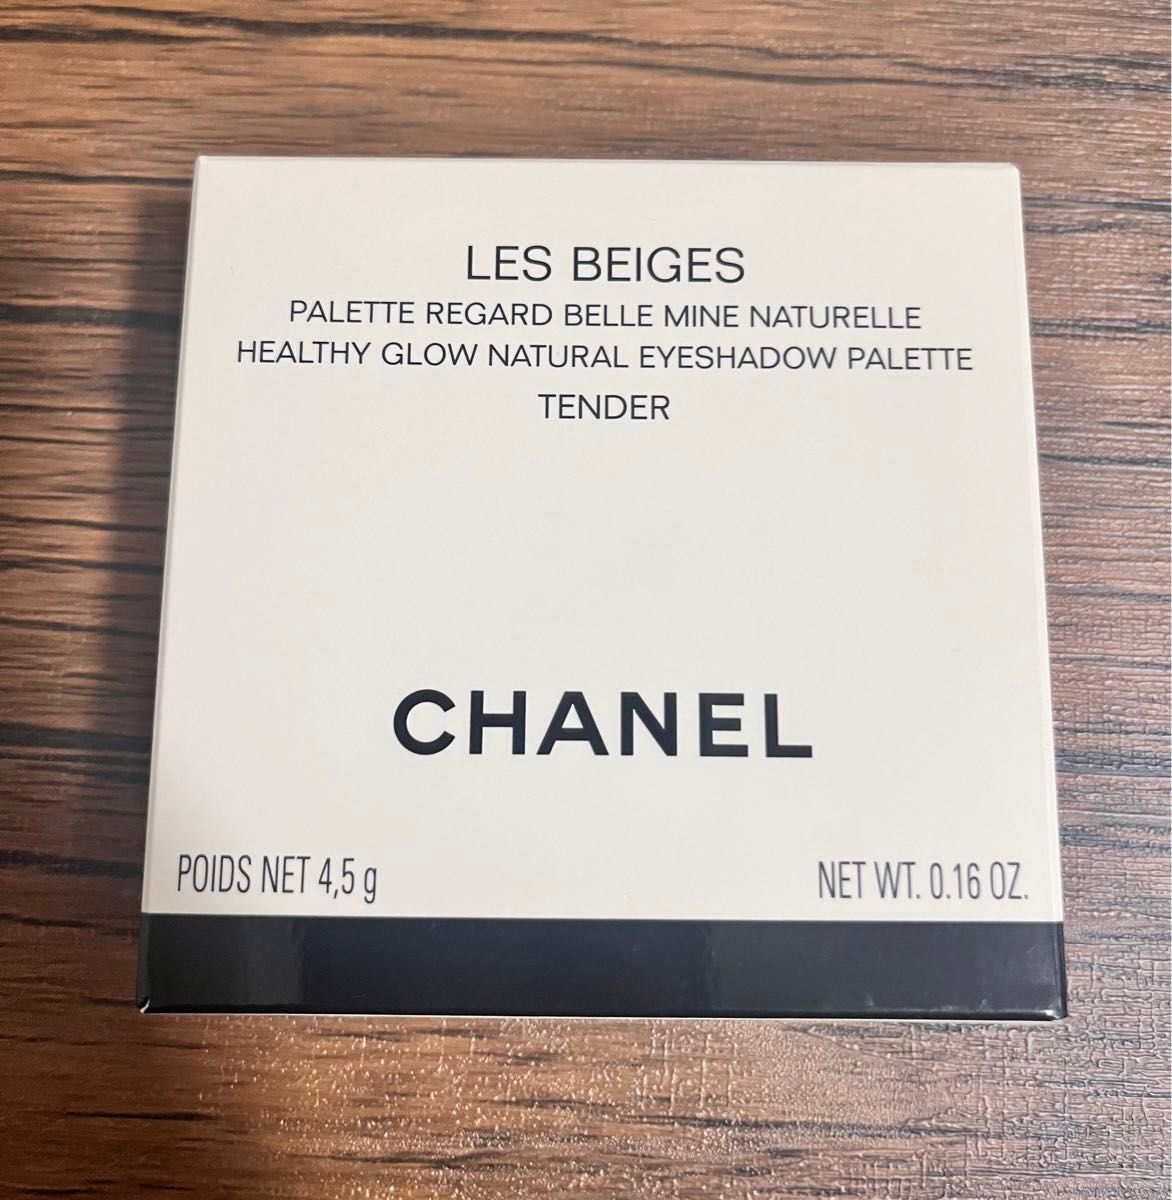 LES BEIGES
PALETTE REGARD BELLE MINE NATURELLE
HEALTHY GLOW NATURAL EYESHADOW PALETTE
TENDER
CHANEL
POIDS NET 4,5 g
NET WT. 0.16 OZ.